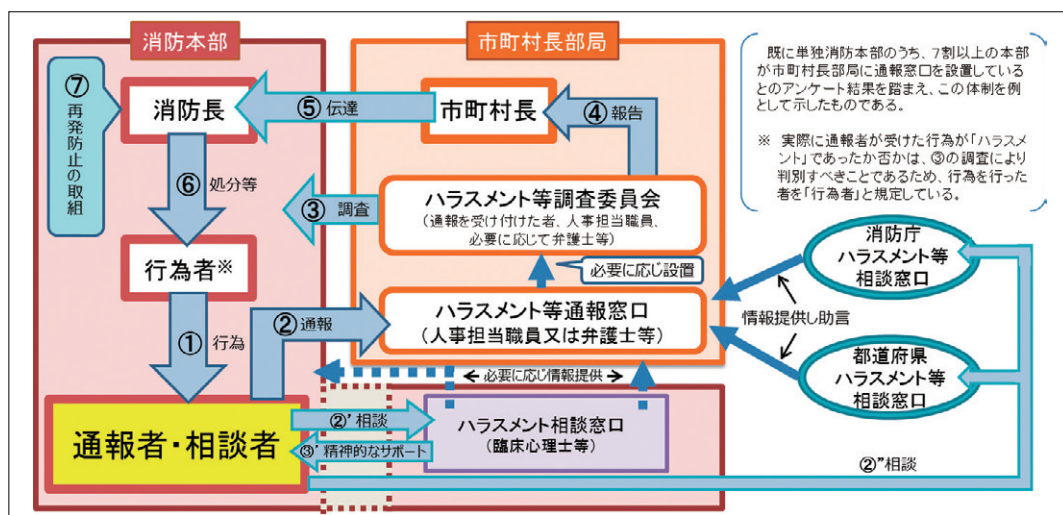 消防本部
市町村長部局
既に単独消防本部のうち、7割以上の本部
が市町村長部局に通報窓口を設置している
とのアンケート結果を踏まえ、この体制を例
として示したものである。
※ 実際に通報者が受けた行為が「ハラス
メント」であったか否かは、③の調査により
判別すべきことであるため、行為を行った
者を「行為者」と規定している。
⑦
再発防止の取組
消防長
⑤ 伝達
市町村長
④ 報告
⑥ 処分等
③ 調査
ハラスメント等調査委員会
(通報を受け付けた者、人事担当職員、
必要に応じて弁護士等)
行為者※
必要に応じ設置
消防庁
ハラスメント等
相談窓口
① 行為
② 通報
ハラスメント等通報窓口
(人事担当職員又は弁護士等)
情報提供し助言
都道府県
ハラスメント等
相談窓口
必要に応じ情報提供
通報者・相談者
②' 相談
③' 精神的なサポート
ハラスメント相談窓口
(臨床心理士等)
②” 相談